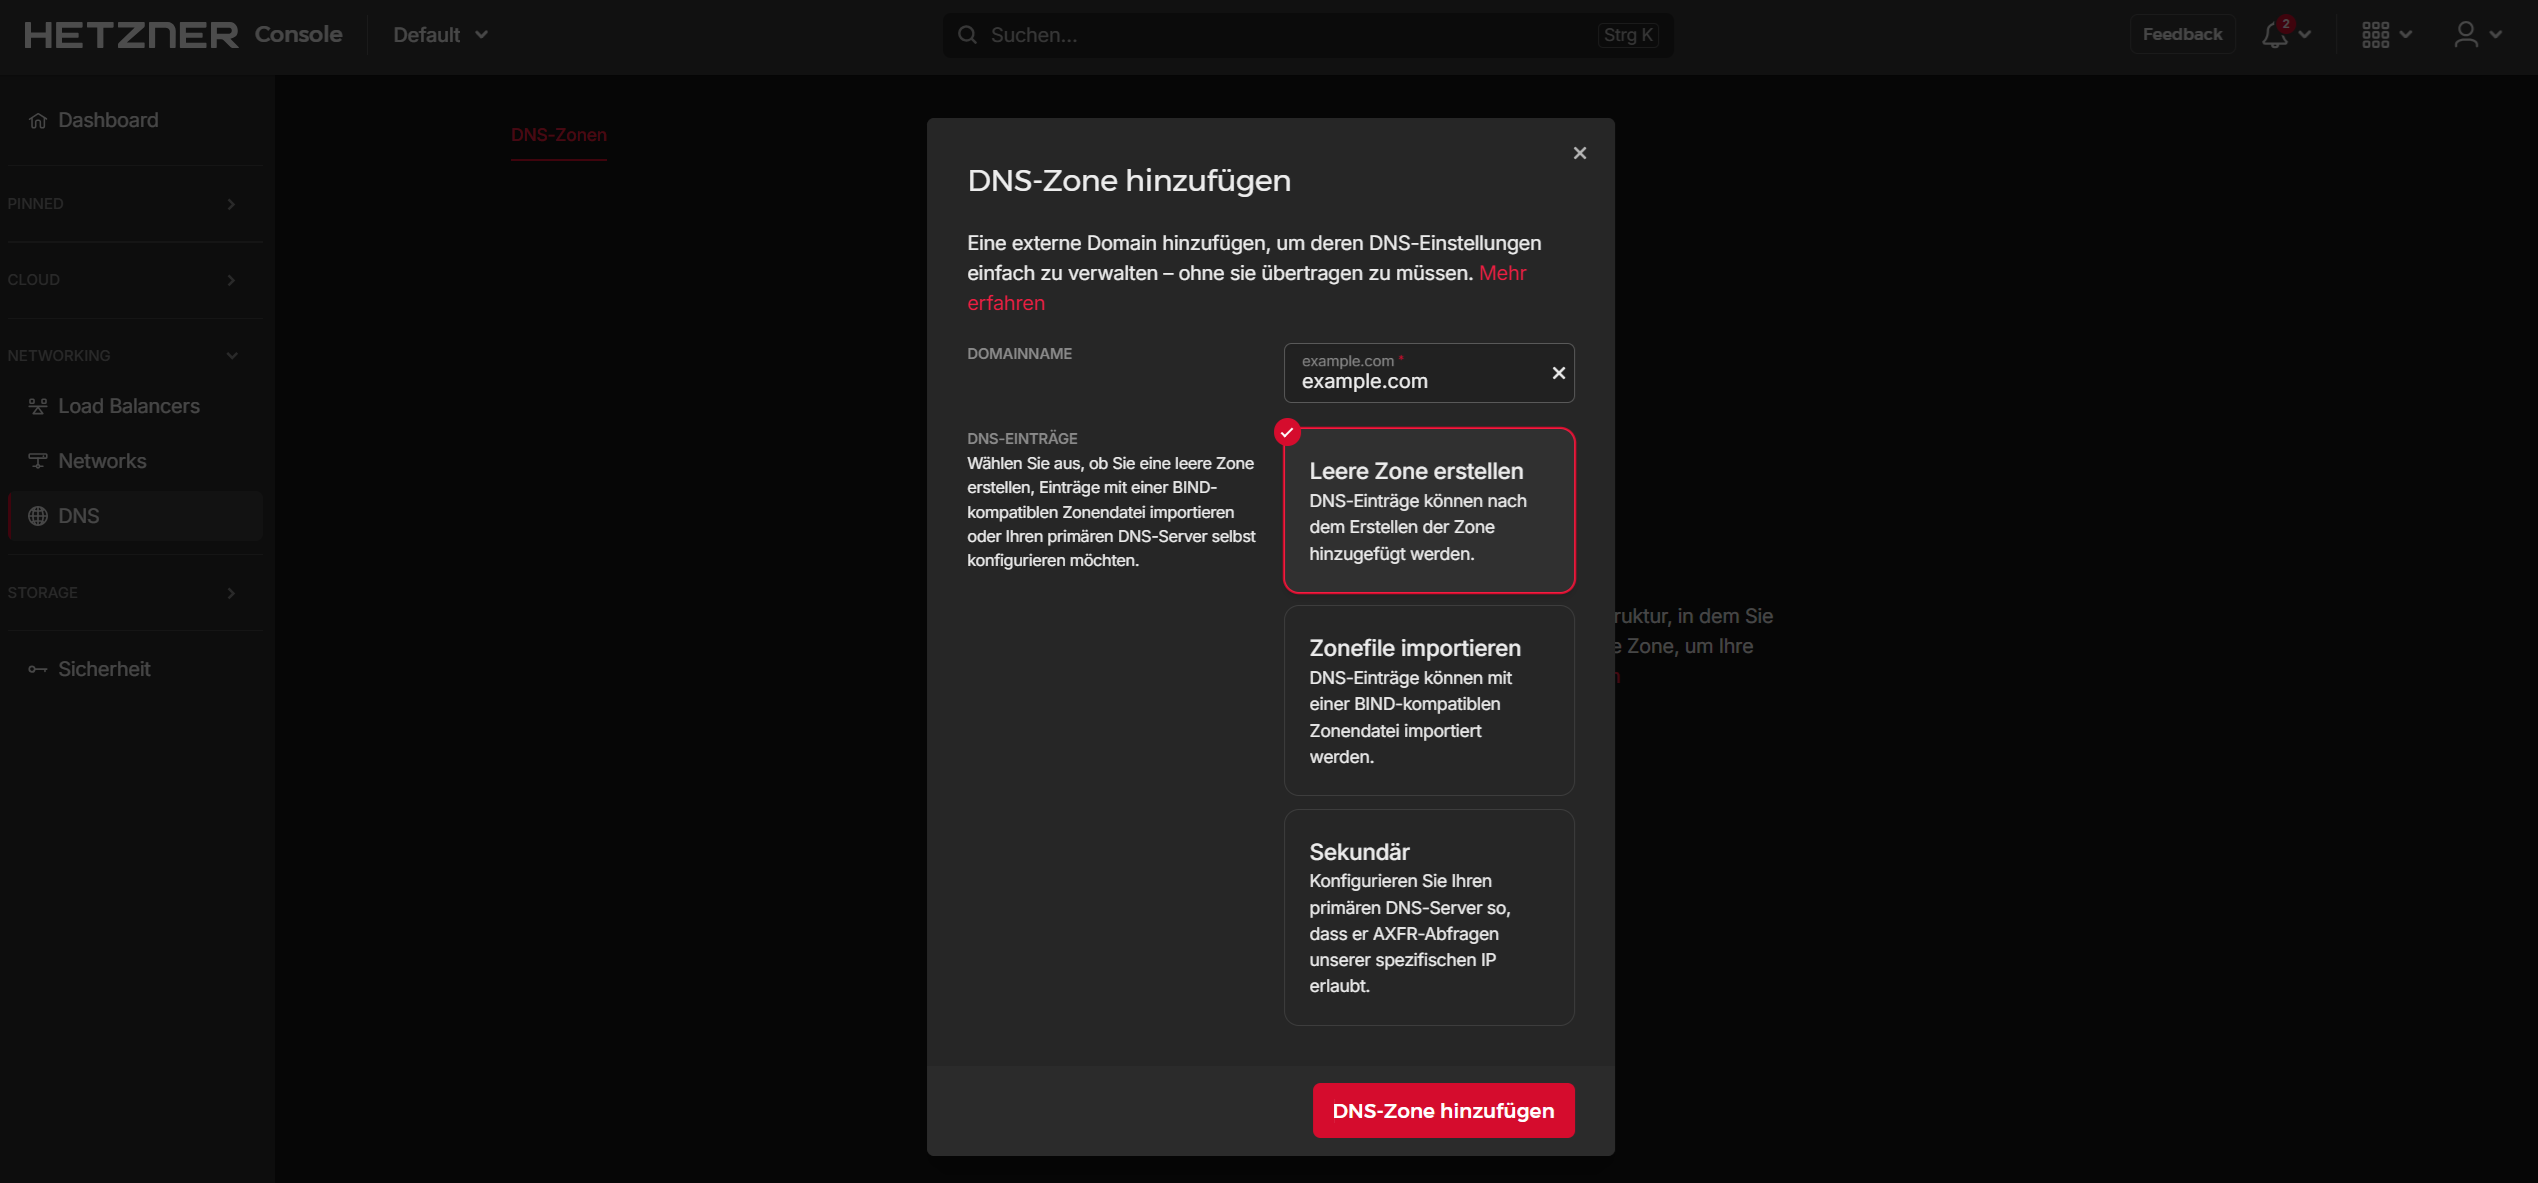 HETZNER Console
Default
Suchen...
Strg K
Feedback
2
Dashboard
PINNED
CLOUD
NETWORKING
Load Balancers
Networks
DNS
STORAGE
Sicherheit
DNS-Zonen
DNS-Zone hinzufügen
Eine externe Domain hinzufügen, um deren DNS-Einstellungen
einfach zu verwalten – ohne sie übertragen zu müssen. Mehr
erfahren
DOMAINNAME
example.com *
example.com
DNS-EINTRÄGE
Wählen Sie aus, ob Sie eine leere Zone
erstellen, Einträge mit einer BIND-
kompatiblen Zonendatei importieren
oder Ihren primären DNS-Server selbst
konfigurieren möchten.
Leere Zone erstellen
DNS-Einträge können nach
dem Erstellen der Zone
hinzugefügt werden.
Zonefile importieren
DNS-Einträge können mit
einer BIND-kompatiblen
Zonendatei importiert
werden.
Sekundär
Konfigurieren Sie Ihren
primären DNS-Server so,
dass er AXFR-Abfragen
unserer spezifischen IP
erlaubt.
DNS-Zone hinzufügen
ruktur, in dem Sie
e Zone, um Ihre